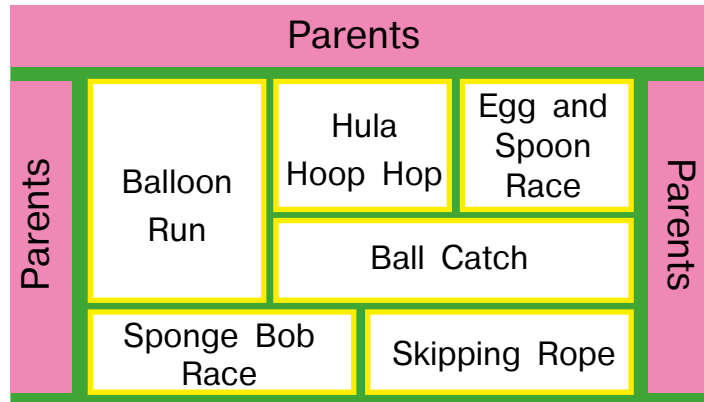 Parents
Parents
Balloon
Run
Hula
Hoop Hop
Egg and
Spoon
Race
Parents
Ball Catch
Sponge Bob
Race
Skipping Rope